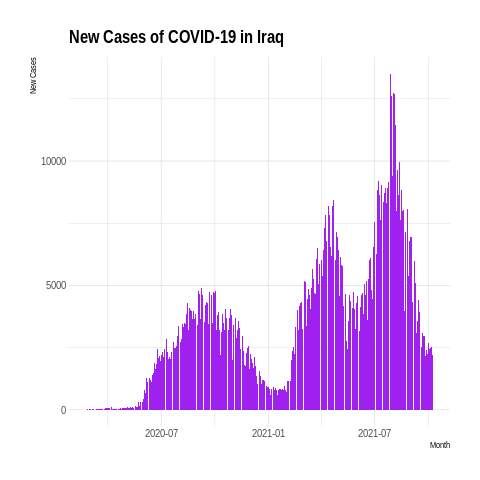 New Cases of COVID-19 in Iraq
New Cases
10000
5000
0
2020-07 2021-01 2021-07
Month